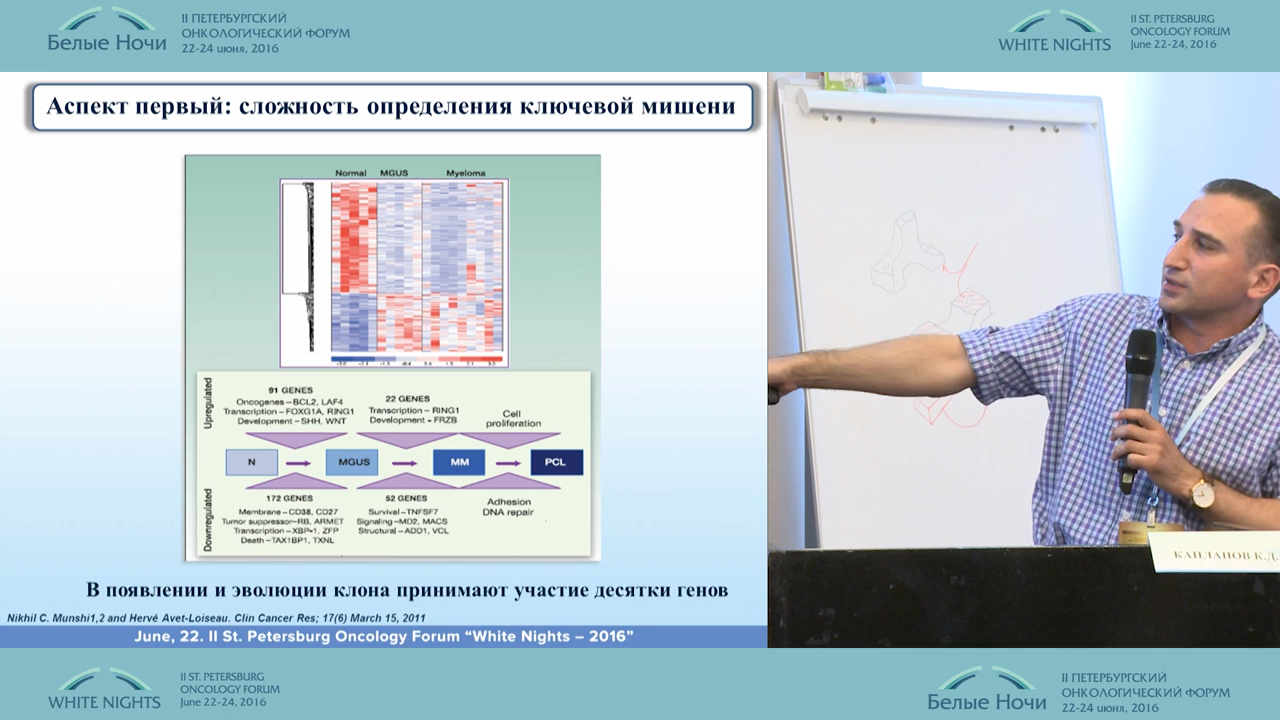 Белые Ночи
II ПЕТЕРБУРГСКИЙ
ОНКОЛОГИЧЕСКИЙ ФОРУМ
22-24 июня, 2016
WHITE NIGHTS
II ST. PETERSBURG
ONCOLOGY FORUM
June 22-24, 2016
Аспект первый: сложность определения ключевой мишени
Normal MGUS Myeloma
Upregulated
91 GENES
Oncogenes – BCL2, LAF4
Transcription – FOXG1A, RING1
Development – SHH, WNT
22 GENES
Transcription – RING1
Development - FRZB
Cell
proliferation
N MGUS MM PCL
Downregulated
172 GENES
Membrane – CD38, CD27
Tumor suppressor – RB, ARMET
Transcription – XBP-1, ZFP
Death – TAX1BP1, TXNL
52 GENES
Survival – TNFSF7
Signaling – MD2, MACS
Structural – ADD1, VCL
Adhesion
DNA repair
В появлении и эволюции клона принимают участие десятки генов
Nikhil C. Munshi1,2 and Hervé Avet-Loiseau. Clin Cancer Res; 17(6) March 15, 2011
June, 22. II St. Petersburg Oncology Forum “White Nights – 2016”
КАПЛАНОВ К.Д.
WHITE NIGHTS
II ST. PETERSBURG
ONCOLOGY FORUM
June 22-24, 2016
Белые Ночи
II ПЕТЕРБУРГСКИЙ
ОНКОЛОГИЧЕСКИЙ ФОРУМ
22-24 июня, 2016